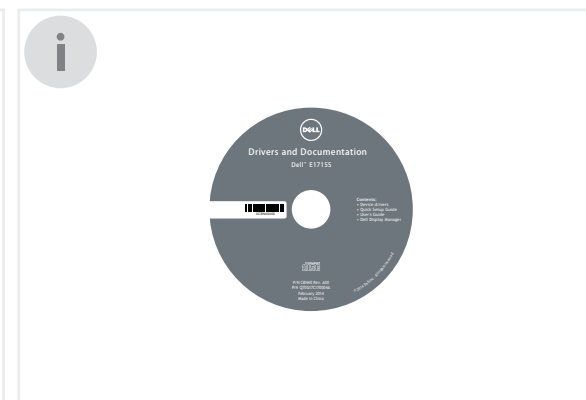 i
DELL
Drivers and Documentation
Dell™ E1715S
Contents:
• Device drivers
• Quick Setup Guide
• User's Guide
• Dell Display Manager
February 2014
Made in China